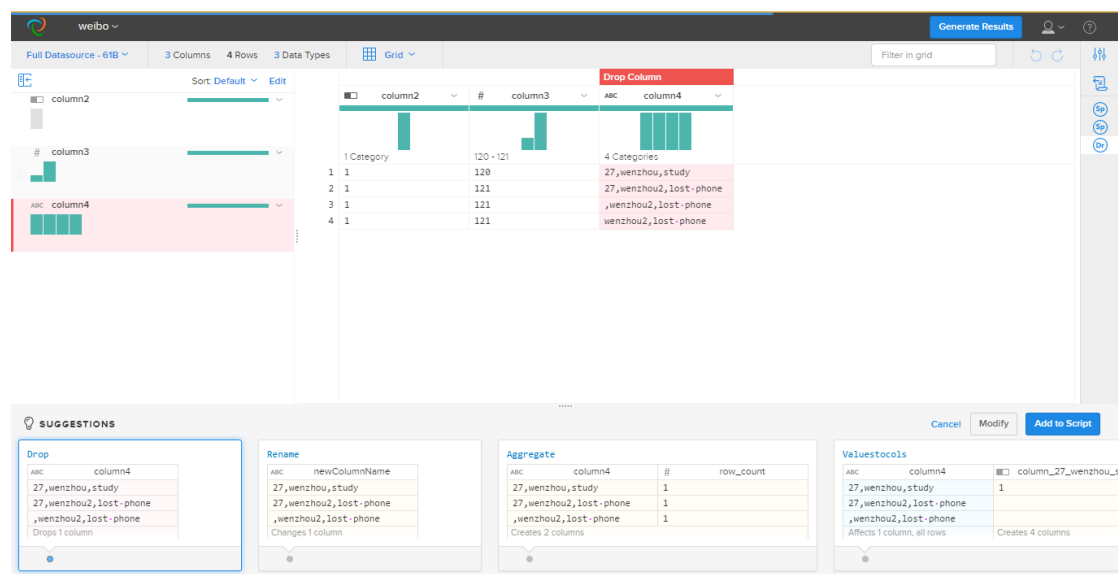 weibo
Generate Results
Full Datasource - 61B
3 Columns 4 Rows 3 Data Types
Grid
Filter in grid
Sort: Default Edit
column2
# column3
ABC column4
Drop Column
column2 # column3 ABC column4
1 Category 120 - 121 4 Categories
1 1 120 27,wenzhou,study
2 1 121 27,wenzhou2,lost·phone
3 1 121 ,wenzhou2,lost·phone
4 1 121 wenzhou2,lost·phone
Sp
Sp
Dr
SUGGESTIONS
Cancel Modify Add to Script
Drop
ABC column4
27,wenzhou,study
27,wenzhou2,lost·phone
,wenzhou2,lost·phone
Drops 1 column
Rename
ABC newColumnName
27,wenzhou,study
27,wenzhou2,lost·phone
,wenzhou2,lost·phone
Changes 1 column
Aggregate
ABC column4 # row_count
27,wenzhou,study 1
27,wenzhou2,lost·phone 1
,wenzhou2,lost·phone 1
Creates 2 columns
Valuestocols
ABC column4 column_27_wenzhou_s
27,wenzhou,study 1
27,wenzhou2,lost·phone
,wenzhou2,lost·phone
Affects 1 column, all rows Creates 4 columns